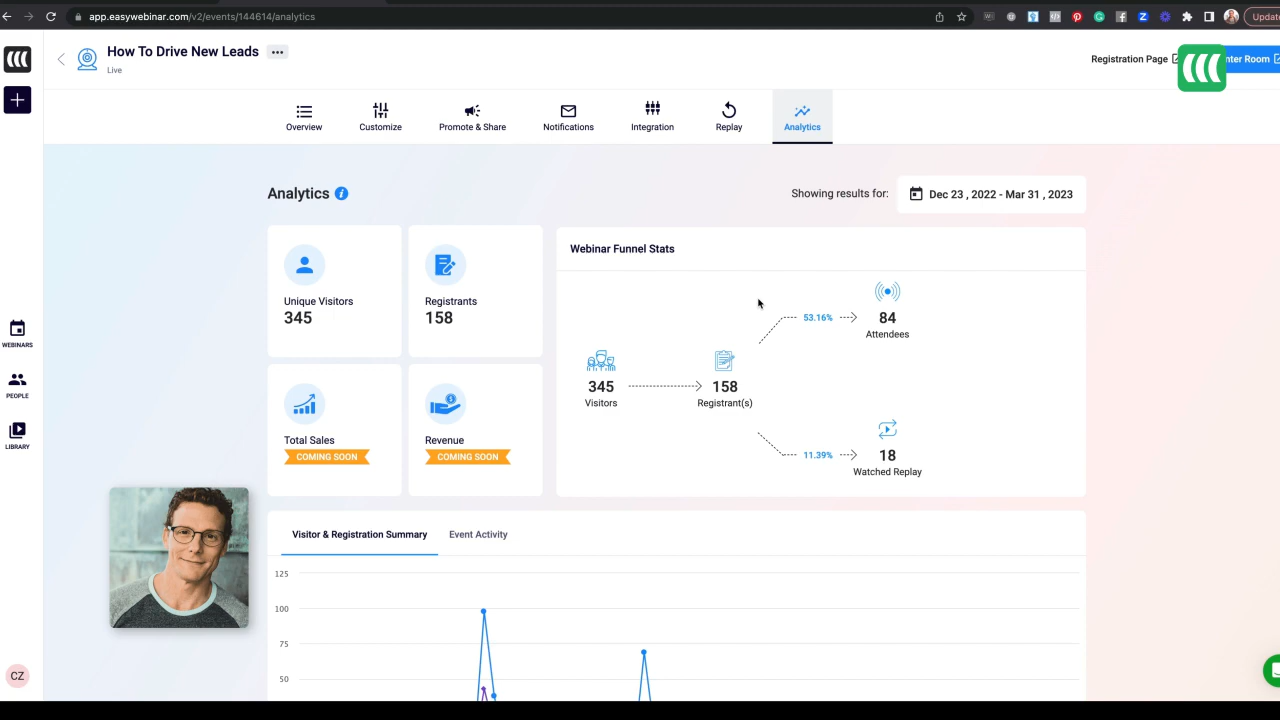 app.easywebinar.com/v2/events/144614/analytics
Update
How To Drive New Leads
Live
Registration Page
nter Room
Overview
Customize
Promote & Share
Notifications
Integration
Replay
Analytics
Analytics
Showing results for:
Dec 23 , 2022 - Mar 31 , 2023
Unique Visitors
345
Registrants
158
Total Sales
COMING SOON
Revenue
COMING SOON
Webinar Funnel Stats
345
Visitors
158
Registrant(s)
53.16%
84
Attendees
11.39%
18
Watched Replay
WEBINARS
PEOPLE
LIBRARY
CZ
Visitor & Registration Summary
Event Activity
125
100
75
50